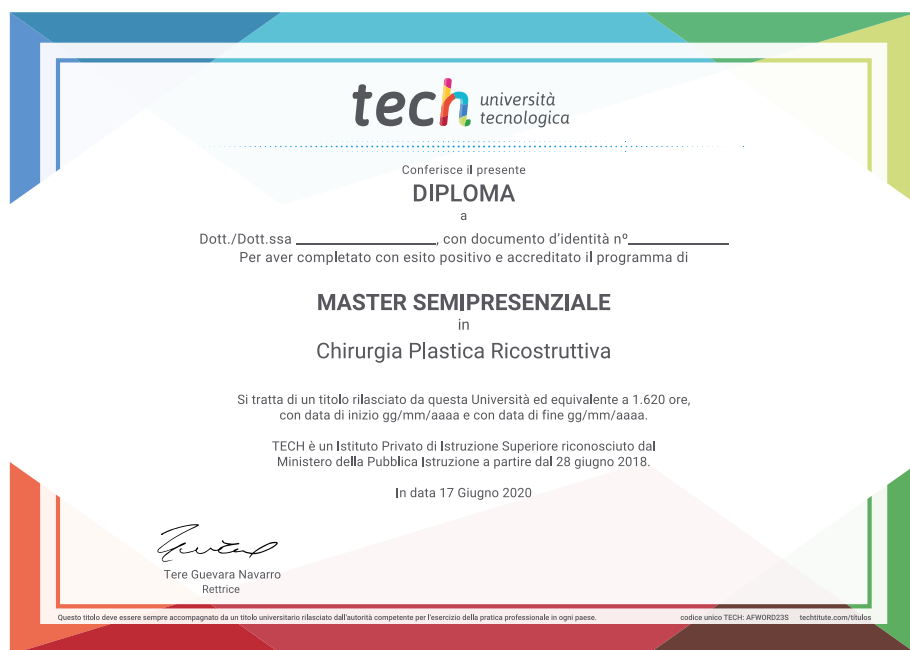 tech università
tecnologica
Conferisce il presente
DIPLOMA
a
Dott./Dott.ssa ________________, con documento d'identità nº____________
Per aver completato con esito positivo e accreditato il programma di
MASTER SEMIPRESENZIALE
in
Chirurgia Plastica Ricostruttiva
Si tratta di un titolo rilasciato da questa Università ed equivalente a 1.620 ore,
con data di inizio gg/mm/aaaa e con data di fine gg/mm/aaaa.
TECH è un Istituto Privato di Istruzione Superiore riconosciuto dal
Ministero della Pubblica Istruzione a partire dal 28 giugno 2018.
In data 17 Giugno 2020
Tere Guevara Navarro
Rettrice
Questo titolo deve essere sempre accompagnato da un titolo universitario rilasciato dall'autorità competente per l'esercizio della pratica professionale in ogni paese. codice unico TECH: AFWORD23S techtitute.com/titulos